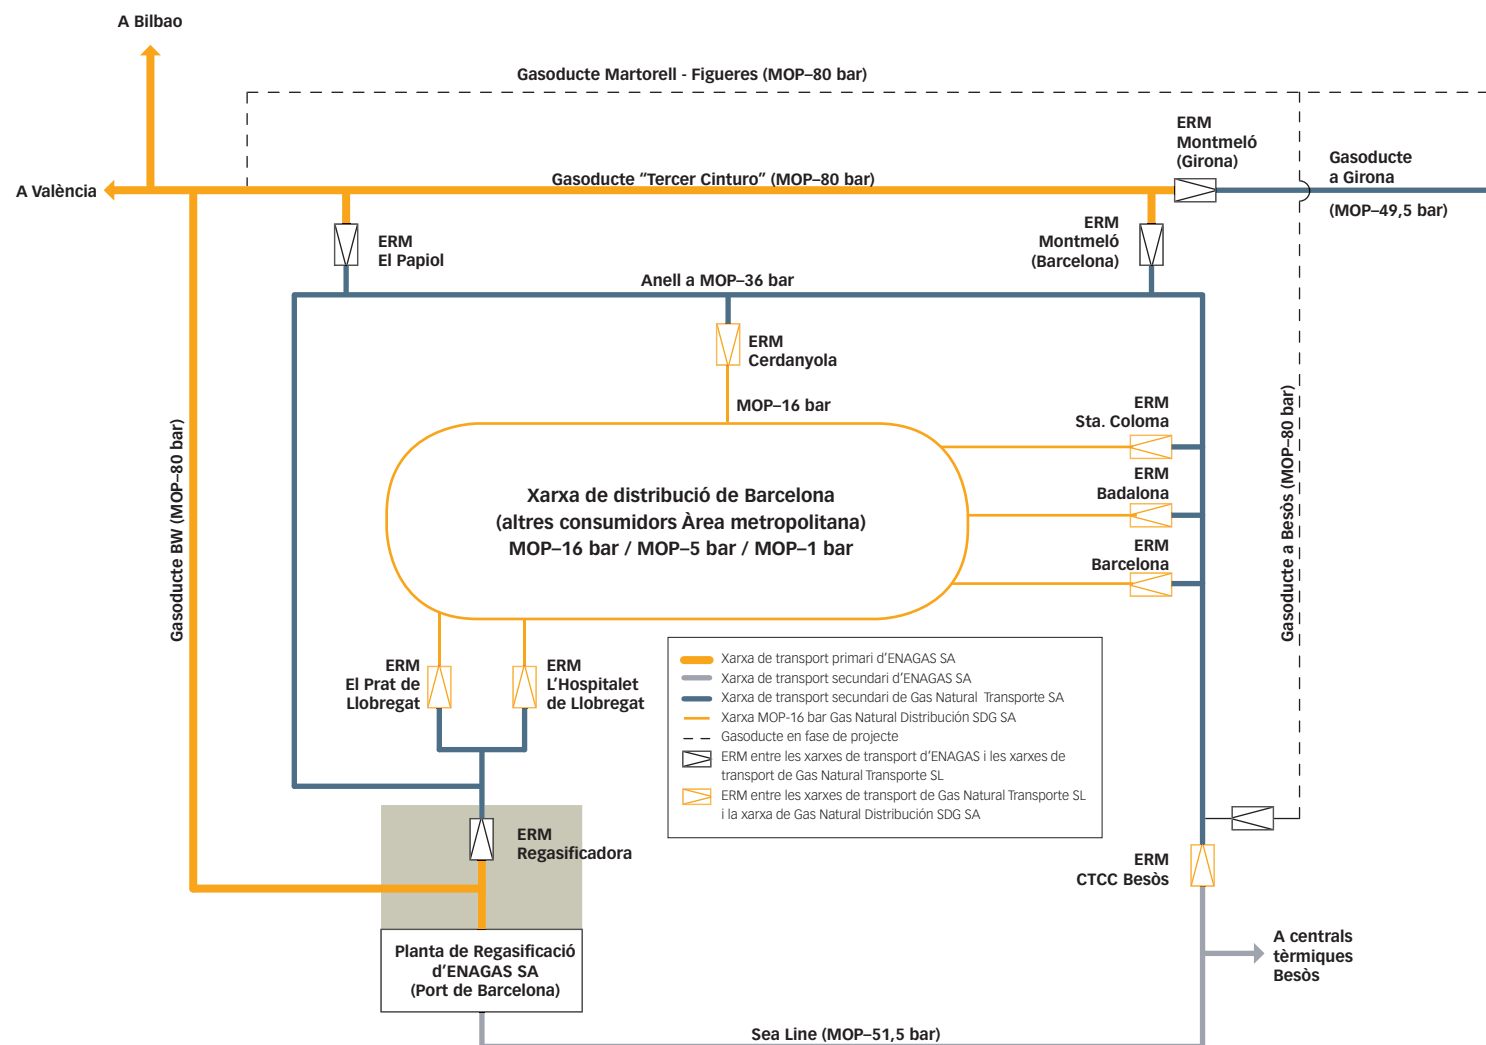 A Bilbao
Gasoducte Martorell - Figueres (MOP–80 bar)
ERM
Montmeló
(Girona)
Gasoducte
a Girona
(MOP–49,5 bar)
A València
Gasoducte “Tercer Cinturo” (MOP–80 bar)
ERM
El Papiol
ERM
Montmeló
(Barcelona)
Anell a MOP–36 bar
ERM
Cerdanyola
MOP–16 bar
ERM
Sta. Coloma
ERM
Badalona
ERM
Barcelona
Gasoducte BW (MOP–80 bar)
Gasoducte a Besòs (MOP–80 bar)
Xarxa de distribució de Barcelona
(altres consumidors Àrea metropolitana)
MOP–16 bar / MOP–5 bar / MOP–1 bar
ERM
El Prat de
Llobregat
ERM
L’Hospitalet
de Llobregat
Xarxa de transport primari d’ENAGAS SA
Xarxa de transport secundari d’ENAGAS SA
Xarxa de transport secundari de Gas Natural Transporte SA
Xarxa MOP-16 bar Gas Natural Distribución SDG SA
Gasoducte en fase de projecte
ERM entre les xarxes de transport d’ENAGAS i les xarxes de
transport de Gas Natural Transporte SL
ERM entre les xarxes de transport de Gas Natural Transporte SL
i la xarxa de Gas Natural Distribución SDG SA
ERM
Regasificadora
ERM
CTCC Besòs
Planta de Regasificació
d’ENAGAS SA
(Port de Barcelona)
A centrals
tèrmiques
Besòs
Sea Line (MOP–51,5 bar)